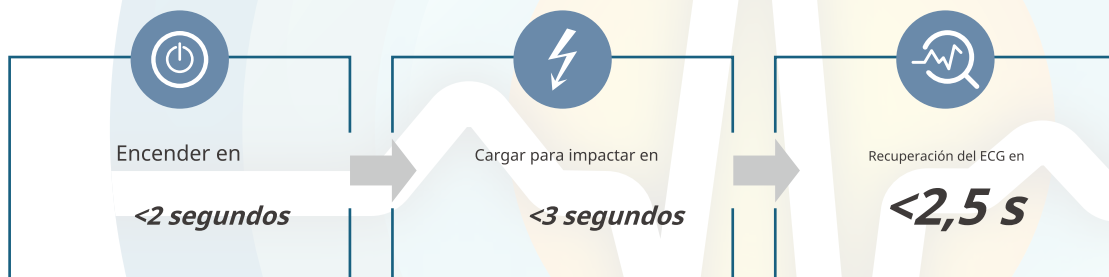 Encender en
<2 segundos
Cargar para impactar en
<3 segundos
Recuperación del ECG en
<2,5 s